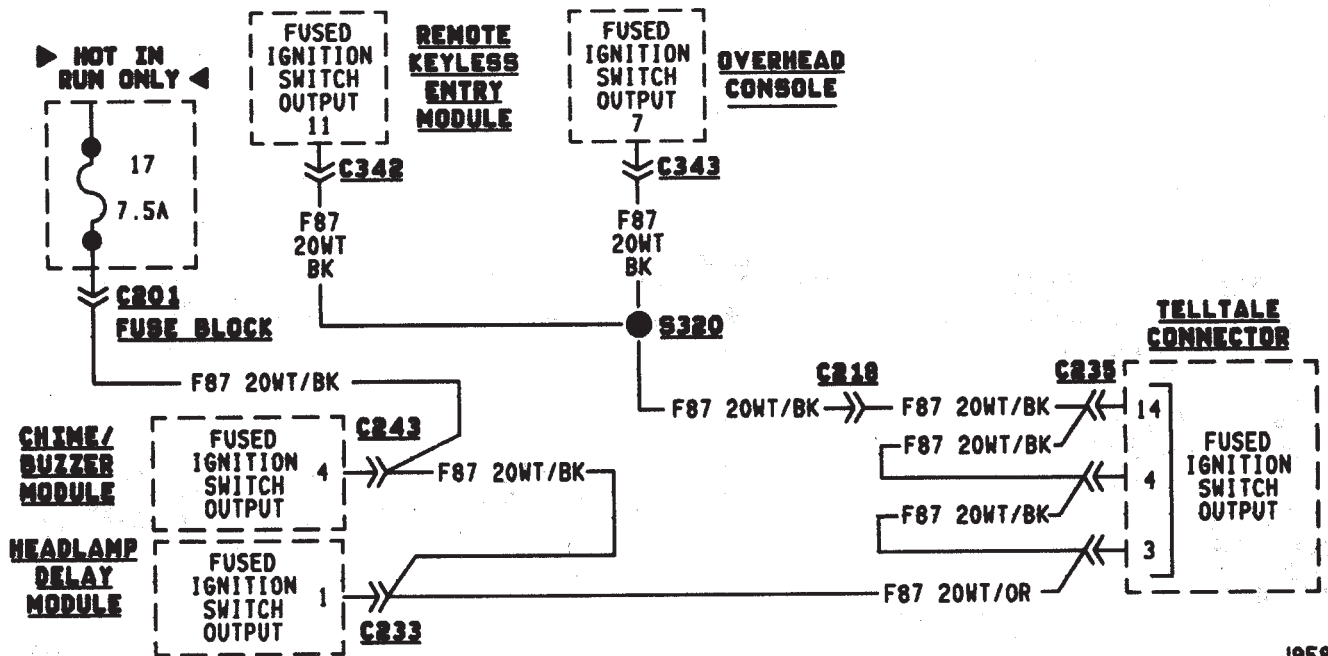 HOT IN
RUN ONLY
17
7.5A
C201
FUSE BLOCK
FUSED
IGNITION
SWITCH
OUTPUT
11
REMOTE
KEYLESS
ENTRY
MODULE
C342
F87
20WT
BK
FUSED
IGNITION
SWITCH
OUTPUT
7
OVERHEAD
CONSOLE
C343
F87
20WT
BK
S320
F87 20WT/BK
CHIME/
BUZZER
MODULE
FUSED
IGNITION
SWITCH
OUTPUT
4
C243
F87 20WT/BK
HEADLAMP
DELAY
MODULE
FUSED
IGNITION
SWITCH
OUTPUT
1
C233
F87 20WT/BK
C218
F87 20WT/BK
C235
TELLTALE
CONNECTOR
14
F87 20WT/BK
4
F87 20WT/BK
3
F87 20WT/OR
FUSED
IGNITION
SWITCH
OUTPUT